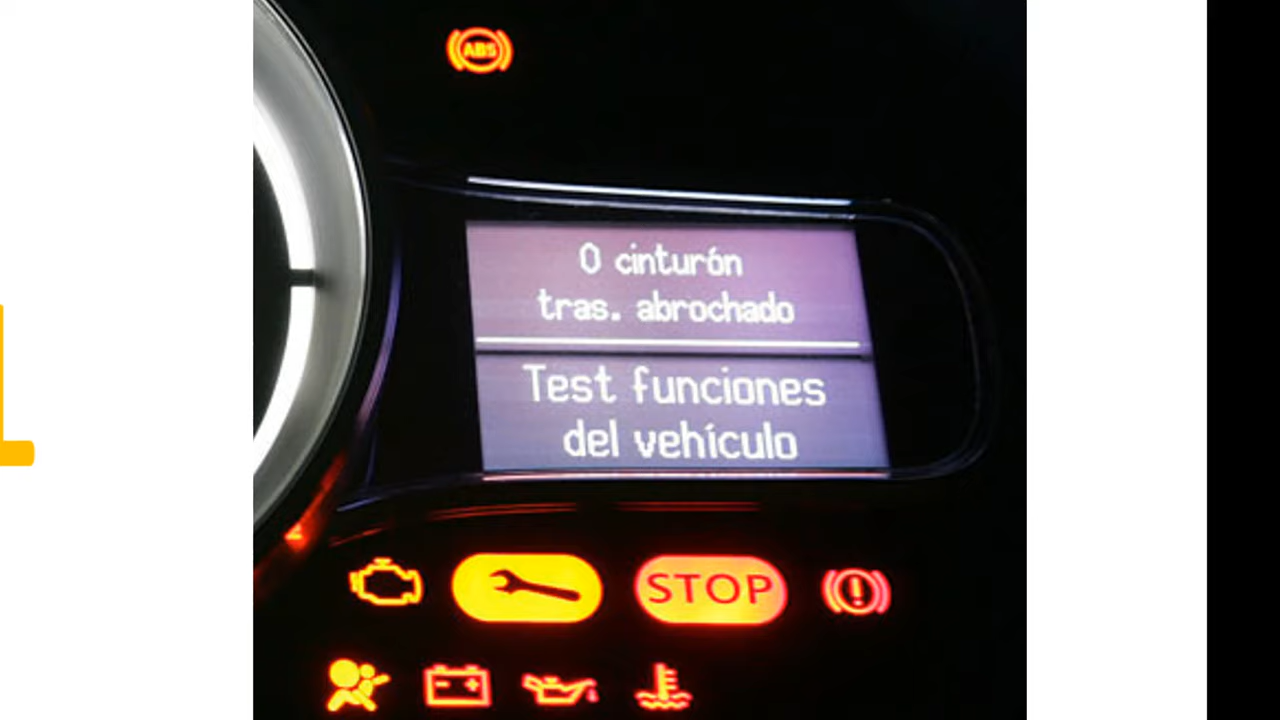 ABS
0 cinturón
tras. abrochado
Test funciones
del vehículo
STOP